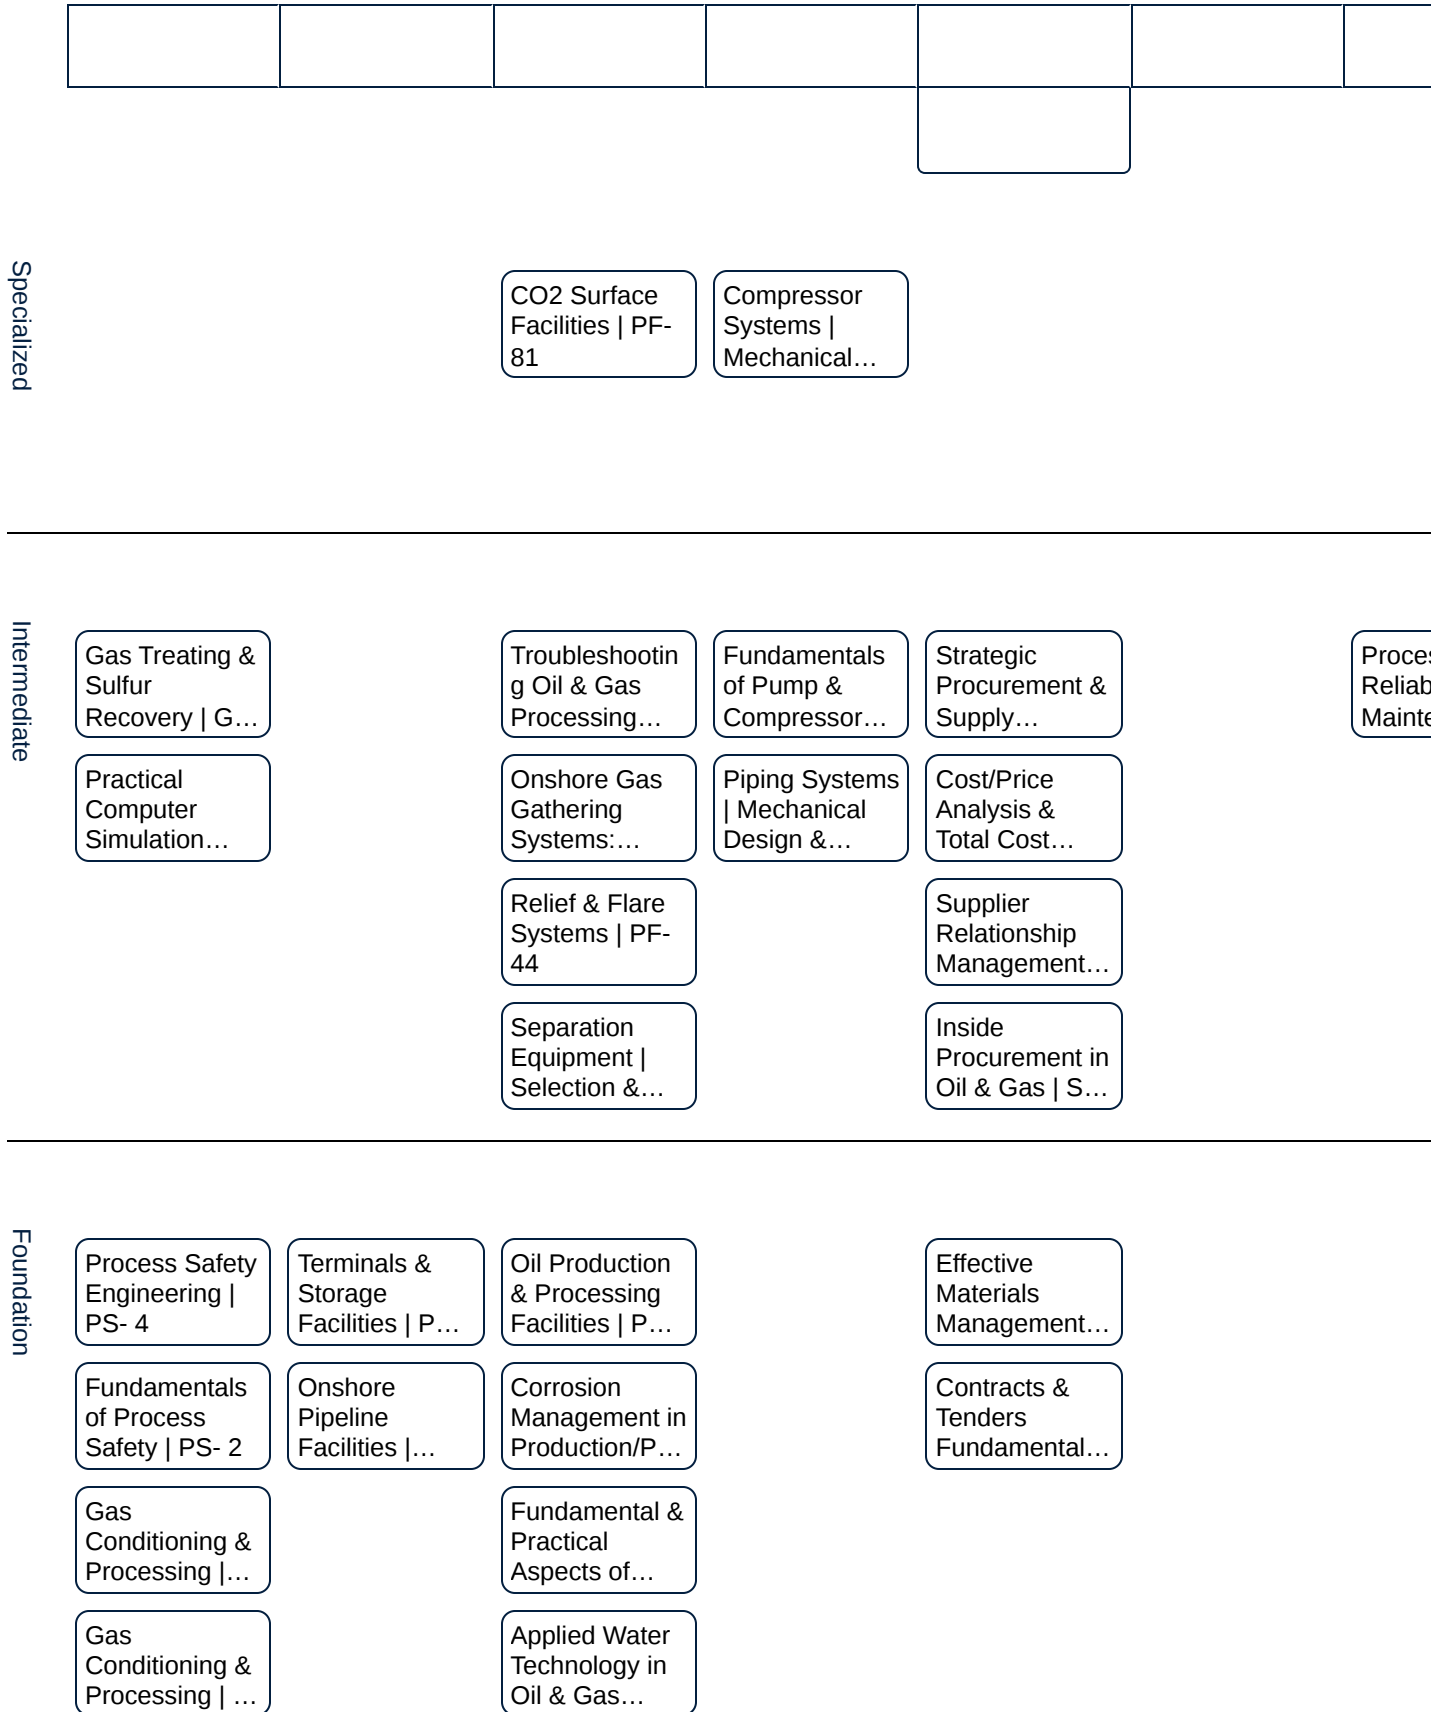 Specialized
CO2 Surface
Facilities | PF-
81
Compressor
Systems |
Mechanical…
Intermediate
Gas Treating &
Sulfur
Recovery | G…
Troubleshootin
g Oil & Gas
Processing…
Fundamentals
of Pump &
Compressor…
Strategic
Procurement &
Supply…
Proces
Reliab
Mainte
Practical
Computer
Simulation…
Onshore Gas
Gathering
Systems:…
Piping Systems
| Mechanical
Design &…
Cost/Price
Analysis &
Total Cost…
Relief & Flare
Systems | PF-
44
Supplier
Relationship
Management…
Separation
Equipment |
Selection &…
Inside
Procurement in
Oil & Gas | S…
Foundation
Process Safety
Engineering |
PS- 4
Terminals &
Storage
Facilities | P…
Oil Production
& Processing
Facilities | P…
Effective
Materials
Management…
Fundamentals
of Process
Safety | PS- 2
Onshore
Pipeline
Facilities |…
Corrosion
Management in
Production/P…
Contracts &
Tenders
Fundamental…
Gas
Conditioning &
Processing |…
Fundamental &
Practical
Aspects of…
Gas
Conditioning &
Processing | …
Applied Water
Technology in
Oil & Gas…